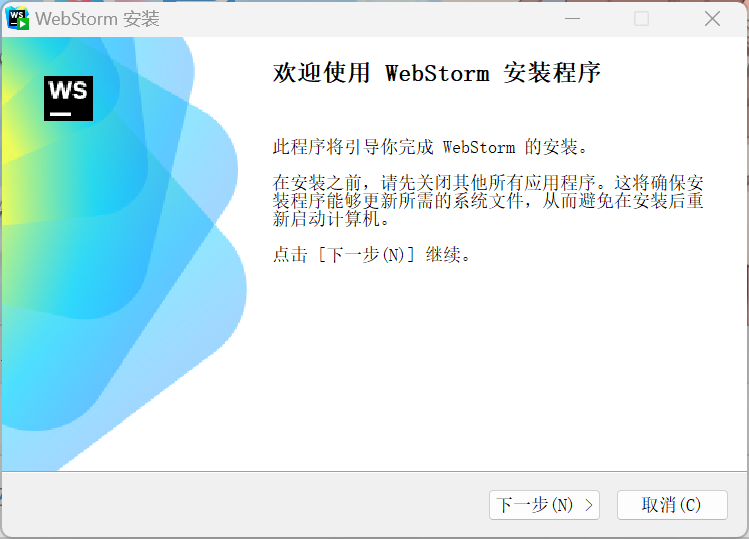 WebStorm 安装
WS
欢迎使用 WebStorm 安装程序
此程序将引导你完成 WebStorm 的安装。
在安装之前，请先关闭其他所有应用程序。这将确保安
装程序能够更新所需的系统文件，从而避免在安装后重
新启动计算机。
点击 [下一步(N)] 继续。
下一步(N) >
取消(C)